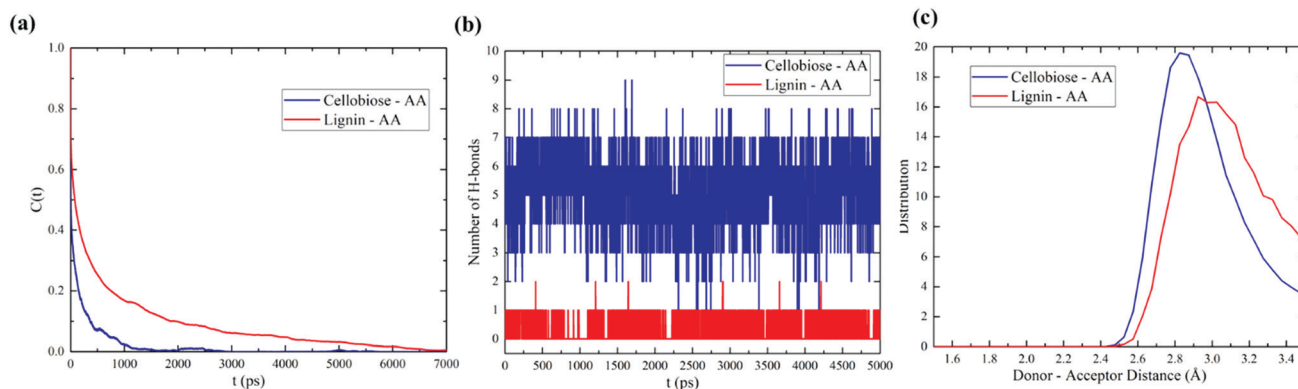 (a)
1.0
0.8
0.6
0.4
0.2
0.0
C(t)
Cellobiose - AA
Lignin - AA
0 1000 2000 3000 4000 5000 6000 7000
t (ps)
(b)
10
9
8
7
6
5
4
3
2
1
0
Number of H-bonds
Cellobiose - AA
Lignin - AA
0 500 1000 1500 2000 2500 3000 3500 4000 4500 5000
t (ps)
(c)
20
18
16
14
12
10
8
6
4
2
0
Distribution
Cellobiose - AA
Lignin - AA
1.6 1.8 2.0 2.2 2.4 2.6 2.8 3.0 3.2 3.4
Donor - Acceptor Distance (Å)